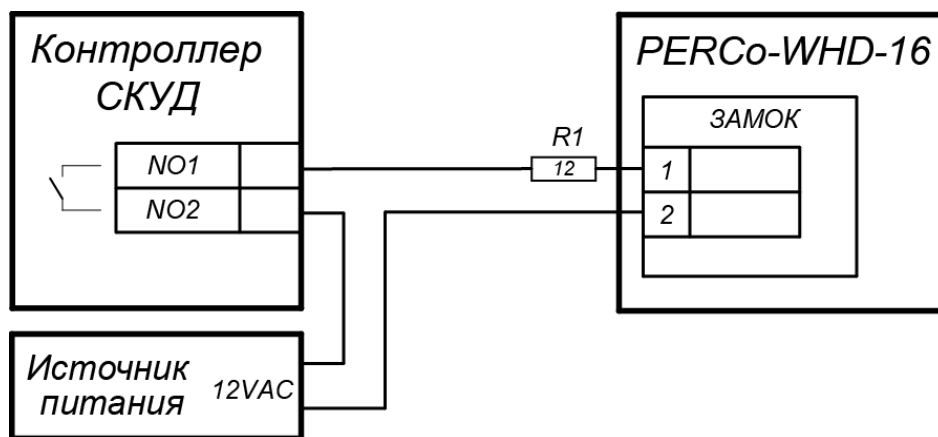 Контроллер
СКУД
NO1
NO2
Источник
питания
12VAC
R1
12
PERCo-WHD-16
ЗАМОК
1
2